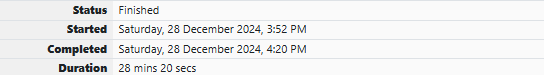 Status Finished
Started Saturday, 28 December 2024, 3:52 PM
Completed Saturday, 28 December 2024, 4:20 PM
Duration 28 mins 20 secs